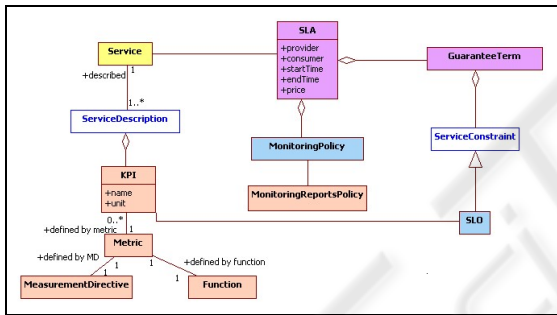 SLA
+provider
+consumer
+startTime
+endTime
+price
Service
1
+described
1..*
ServiceDescription
GuaranteeTerm
ServiceConstraint
MonitoringPolicy
MonitoringReportsPolicy
KPI
+name
+unit
SLO
0..*
+defined by metric
1
Metric
+defined by MD
1
1
+defined by function
1
1
MeasurementDirective
Function